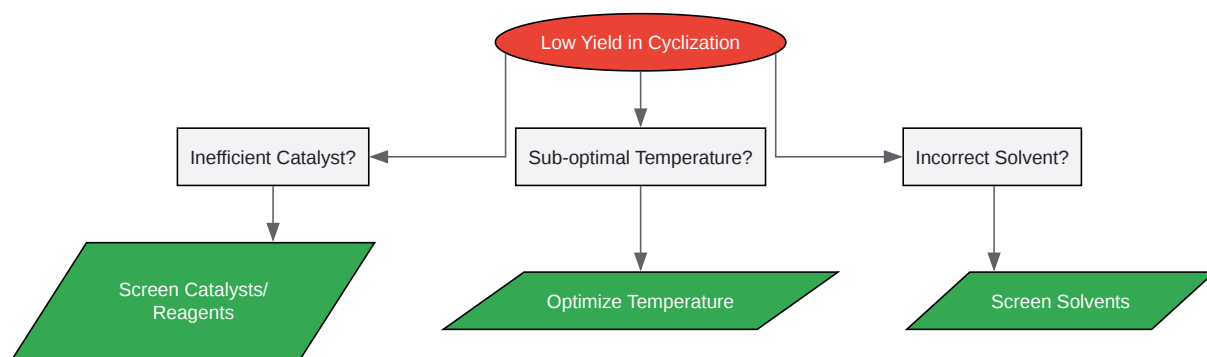 Low Yield in Cyclization
Inefficient Catalyst?
Sub-optimal Temperature?
Incorrect Solvent?
Screen Catalysts/
Reagents
Optimize Temperature
Screen Solvents